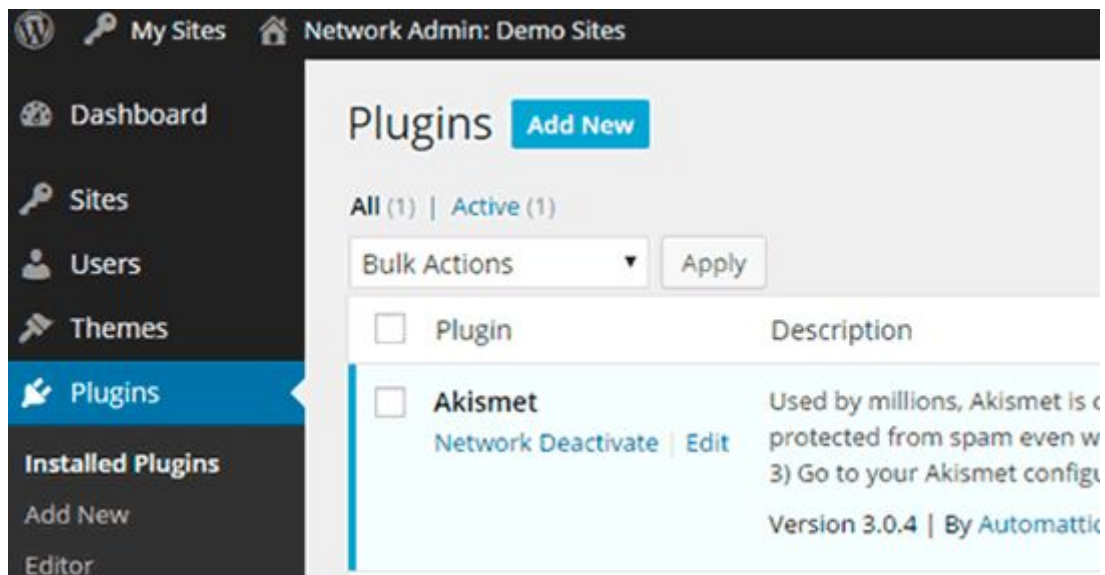 My Sites Network Admin: Demo Sites
Dashboard
Sites
Users
Themes
Plugins
Installed Plugins
Add New
Editor
Plugins Add New
All (1) | Active (1)
Bulk Actions Apply
Plugin Description
Akismet
Network Deactivate | Edit
Used by millions, Akismet is
protected from spam even
3) Go to your Akismet
Version 3.0.4 | By Automattic